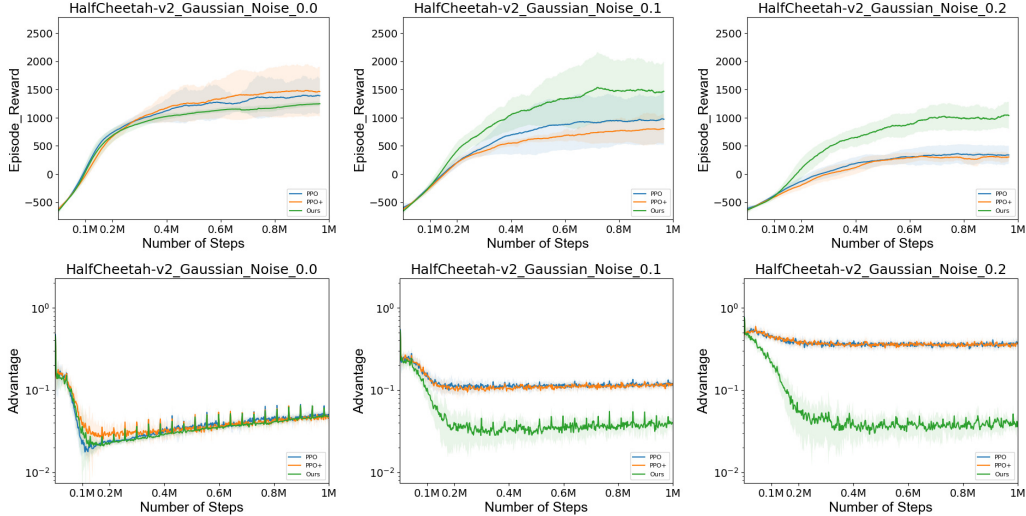 HalfCheetah-v2_Gaussian_Noise_0.0
2500
2000
1500
1000
500
0
−500
Episode_Reward
0.1M 0.2M 0.4M 0.6M 0.8M 1M
Number of Steps
PPO
PPO+
Ours
HalfCheetah-v2_Gaussian_Noise_0.1
2500
2000
1500
1000
500
0
−500
Episode_Reward
0.1M 0.2M 0.4M 0.6M 0.8M 1M
Number of Steps
PPO
PPO+
Ours
HalfCheetah-v2_Gaussian_Noise_0.2
2500
2000
1500
1000
500
0
−500
Episode_Reward
0.1M 0.2M 0.4M 0.6M 0.8M 1M
Number of Steps
PPO
PPO+
Ours
HalfCheetah-v2_Gaussian_Noise_0.0
10⁰
10⁻¹
10⁻²
Advantage
0.1M 0.2M 0.4M 0.6M 0.8M 1M
Number of Steps
PPO
PPO+
Ours
HalfCheetah-v2_Gaussian_Noise_0.1
10⁰
10⁻¹
10⁻²
Advantage
0.1M 0.2M 0.4M 0.6M 0.8M 1M
Number of Steps
PPO
PPO+
Ours
HalfCheetah-v2_Gaussian_Noise_0.2
10⁰
10⁻¹
10⁻²
Advantage
0.1M 0.2M 0.4M 0.6M 0.8M 1M
Number of Steps
PPO
PPO+
Ours